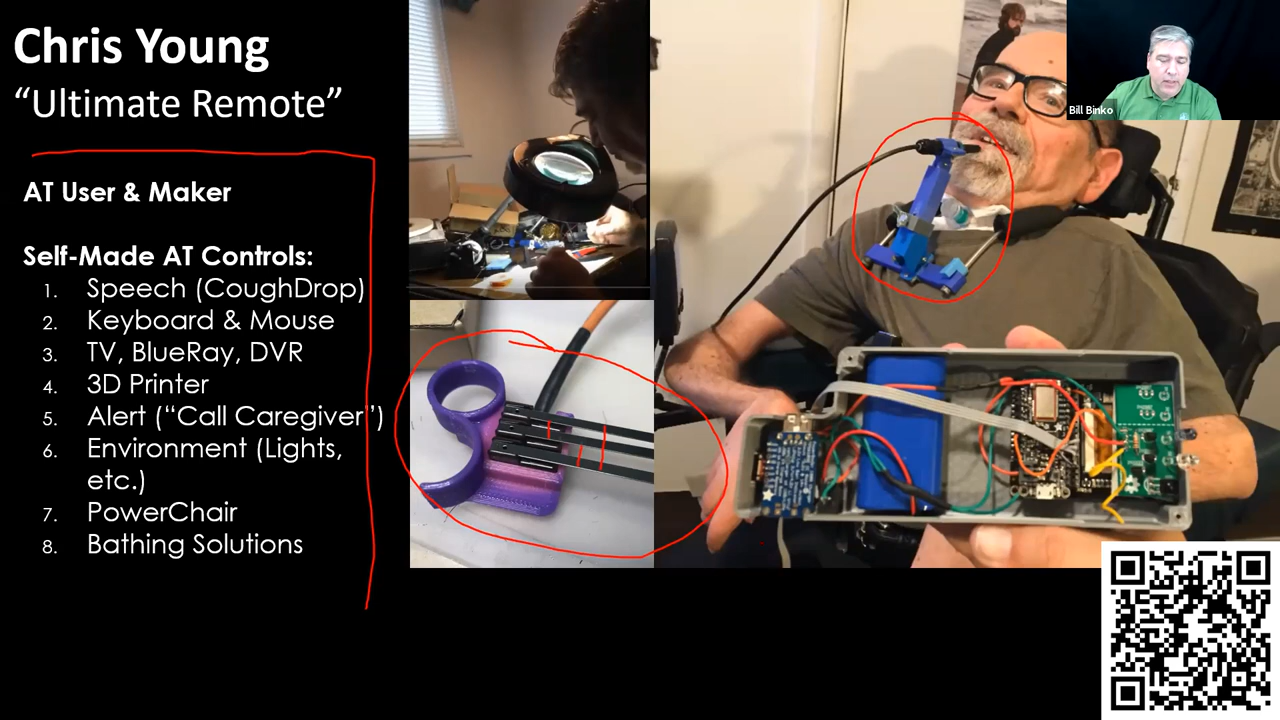 Chris Young
“Ultimate Remote”
AT User & Maker
Self-Made AT Controls:
1. Speech (CoughDrop)
2. Keyboard & Mouse
3. TV, BlueRay, DVR
4. 3D Printer
5. Alert (“Call Caregiver”)
6. Environment (Lights,
etc.)
7. PowerChair
8. Bathing Solutions
Bill Binko